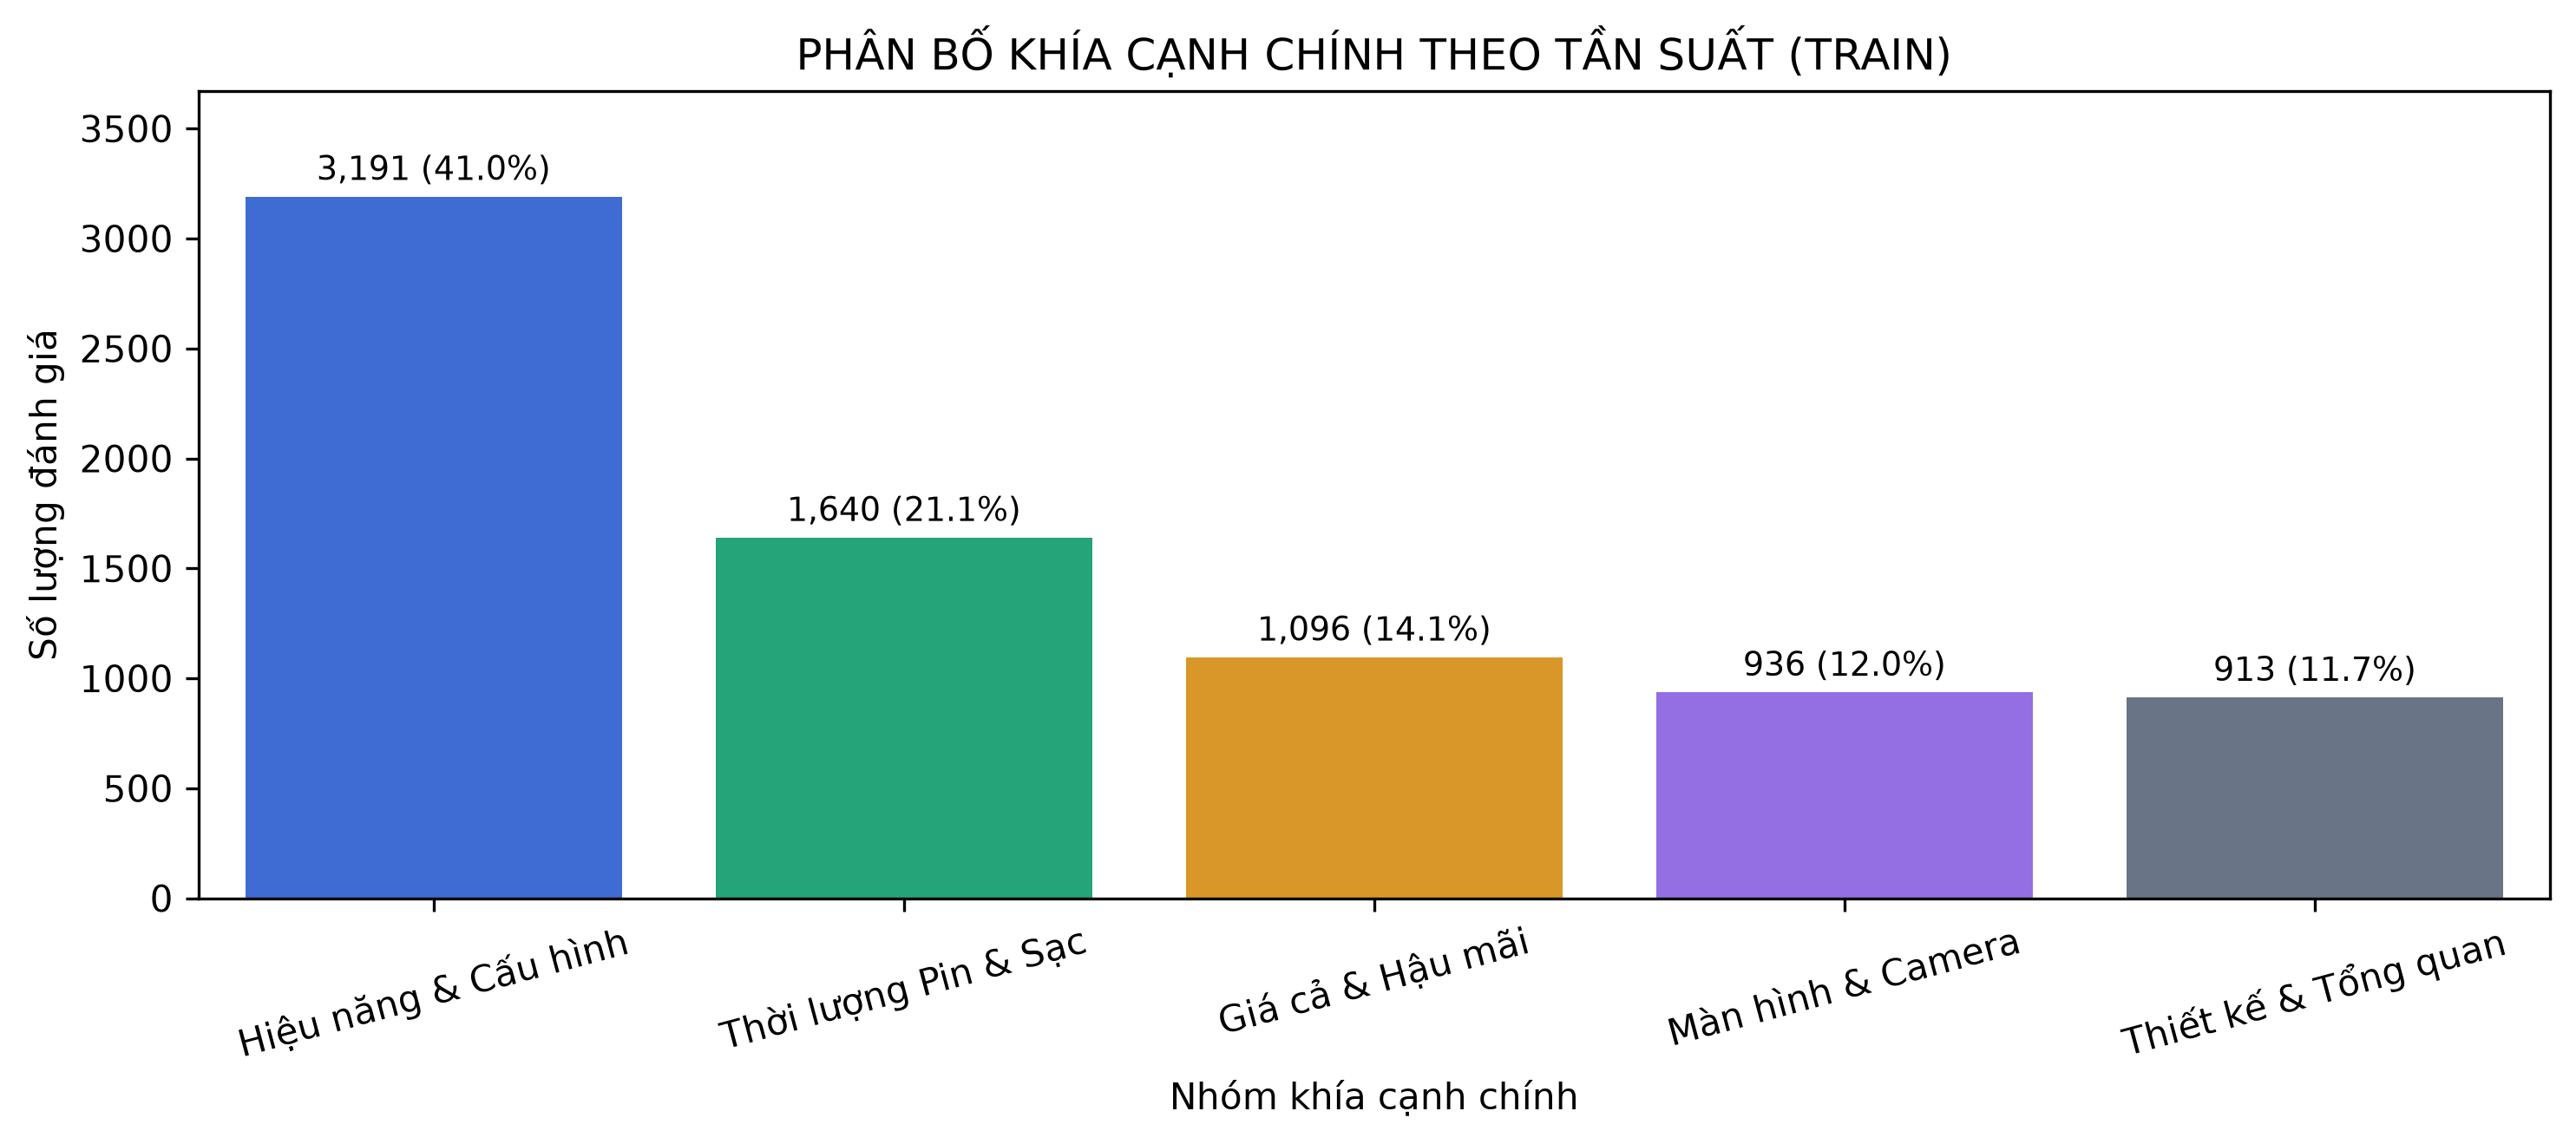 PHÂN BỐ KHÍA CẠNH CHÍNH THEO TẦN SUẤT (TRAIN)
Số lượng đánh giá
3500
3000
2500
2000
1500
1000
500
0
3,191 (41.0%)
1,640 (21.1%)
1,096 (14.1%)
936 (12.0%)
913 (11.7%)
Hiệu năng & Cấu hình
Thời lượng Pin & Sạc
Giá cả & Hậu mãi
Màn hình & Camera
Thiết kế & Tổng quan
Nhóm khía cạnh chính